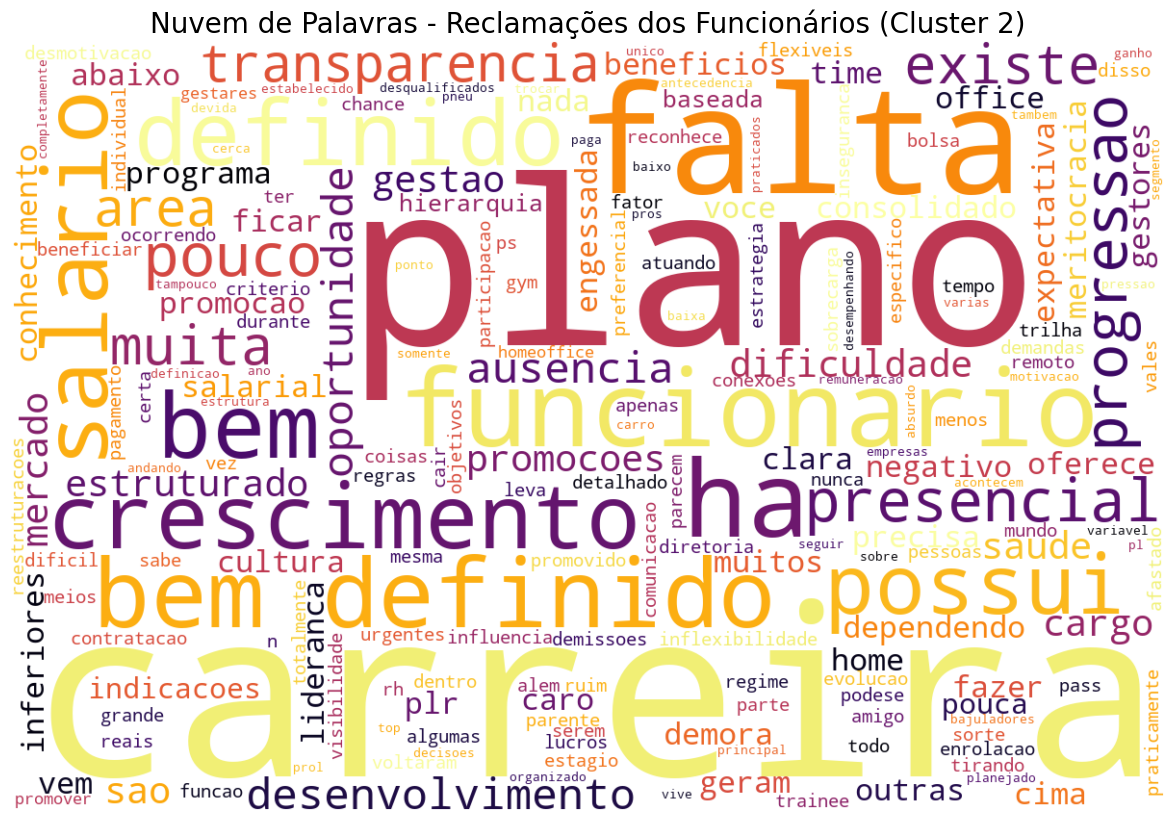 Nuvem de Palavras - Reclamações dos Funcionários (Cluster 2)
desmotivacao
abaixo
transparencia
unico
beneficios
flexiveis
time
existe
ganho
disso
completamente
individual
gestares
estabelecido
devida
desqualificados
pneu
chance
trocar
nada
antecedencia
baseada
office
tambem
definido
cerca
falta
paga
reconhece
baixo
praticados
inseguranca
bolsa
expectativa
meritocracia
progressao
gestores
segmento
salario
conhecimento
programa
area
ter
ficar
oportunidade
gestao
hierarquia
engessada
fator
pros
voce
consolidado
beneficiar
ocorrendo
pouco
tampouco
criterio
promocao
durante
plano
ponto
ps
gym
participacao
preferencial
atuando
baixa
estrategia
sobrecarga
desempenhando
especifico
tempo
varias
trilha
pressao
muita
definicao
ano
salarial
estrutura
somente
homeoffice
ausencia
dificuldade
conexoes
remuneracao
demandas
remoto
motivacao
vales
mercado
pagamento
certa
bem
funcionario
apenas
carro
absurdo
menos
andando
vez
reestruturacoes
estruturado
coisas
regras
cair
objetivos
promocoes
leva
detalhado
parecem
clara
nunca
empresas
negativo
acontecem
oferece
crescimento
ha
presencial
mundo
variavel
pl
dificil
sabe
cultura
mesma
promovido
comunicacao
diretoria
seguir
muitos
sobre
precisa
pessoas
saude
afastado
inferiores
meios
bem definido
possui
contratacao
n
lideranca
totalmente
urgentes
influencia
demissoes
inflexibilidade
dependendo
cargo
carreira
indicacoes
grande
reais
visibilidade
rh
dentro
plr
top
algumas
decisoes
alem
ruim
caro
parente
serem
lucros
estagio
regime
parte
demora
principal
home
evolucao
podese
amigo
todo
fazer
pass
pouca
bajuladores
sorte
enrolacao
tirando
planejado
praticamente
prol
voltaram
organizado
vem
promover
sao
funcao
desenvolvimento
vive
geram
trainee
outras
cima